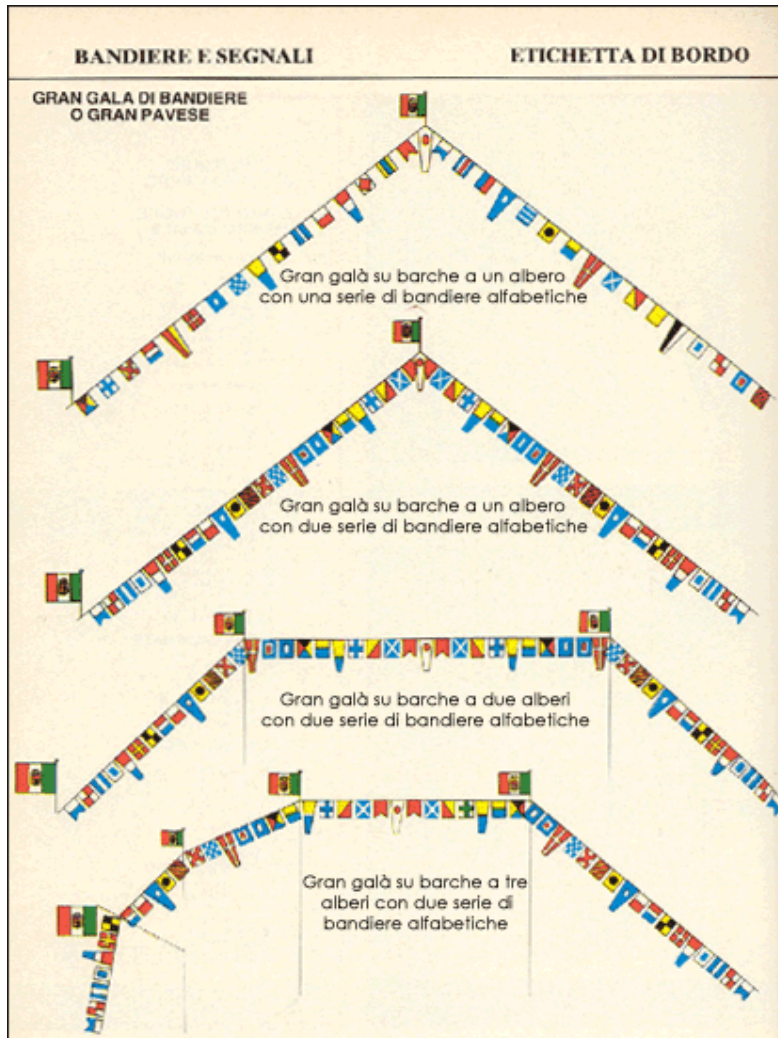 BANDIERE E SEGNALI
ETICHETTA DI BORDO
GRAN GALA DI BANDIERE
O GRAN PAVESE
Gran galà su barche a un albero
con una serie di bandiere alfabetiche
Gran galà su barche a un albero
con due serie di bandiere alfabetiche
Gran galà su barche a due alberi
con due serie di bandiere alfabetiche
Gran galà su barche a tre
alberi con due serie di
bandiere alfabetiche